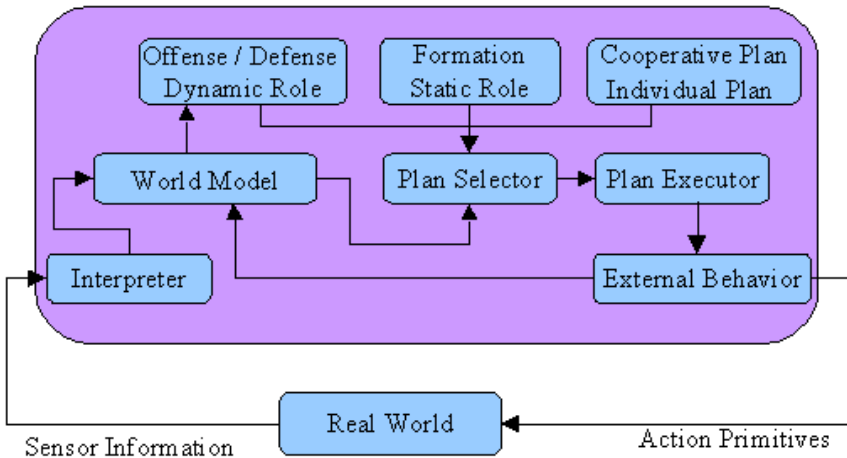 Offense / Defense
Dynamic Role
Formation
Static Role
Cooperative Plan
Individual Plan
World Model
Plan Selector
Plan Executor
Interpreter
External Behavior
Real World
Sensor Information
Action Primitives